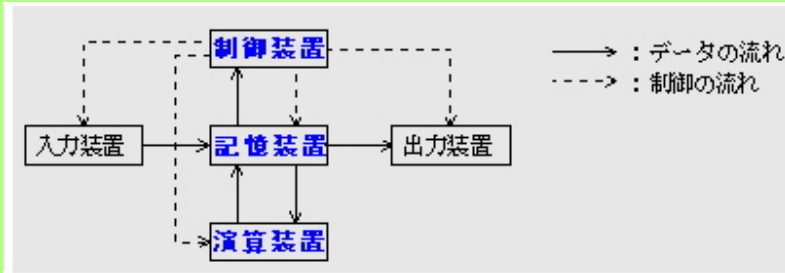 制御装置
：データの流れ
：制御の流れ
入力装置
記憶装置
出力装置
演算装置